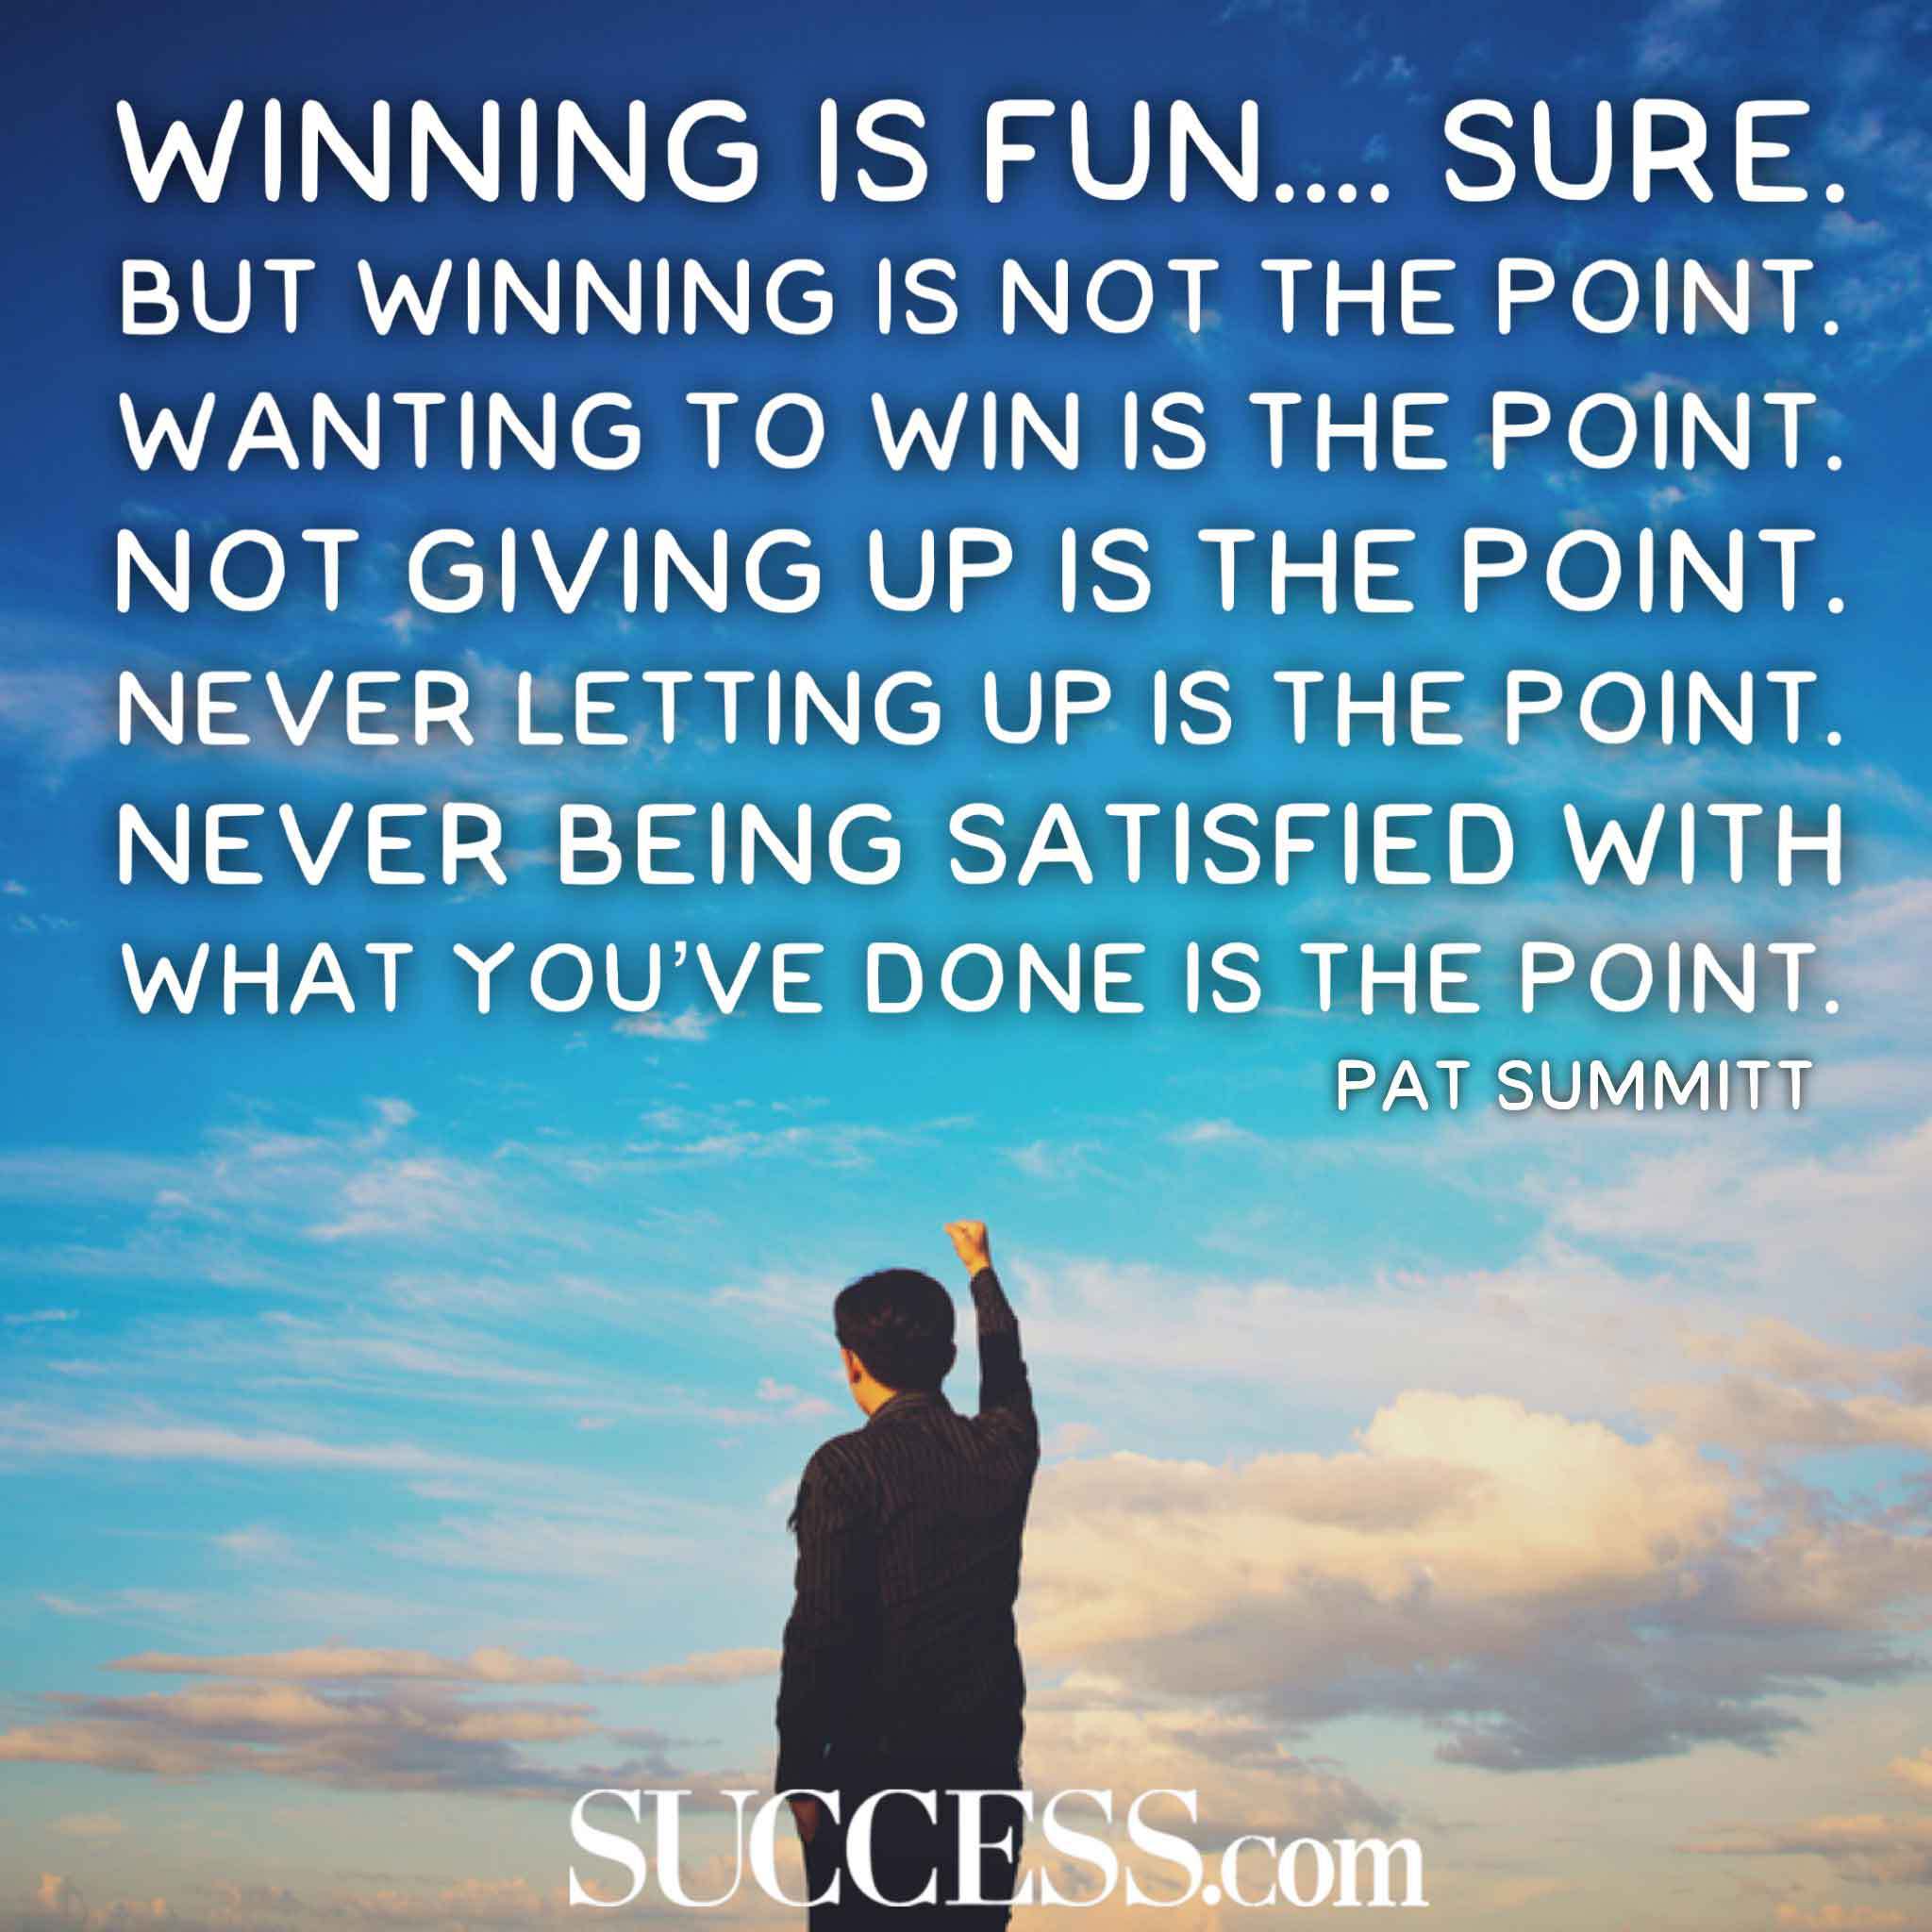 WINNING IS FUN.... SURE.
BUT WINNING IS NOT THE POINT.
WANTING TO WIN IS THE POINT.
NOT GIVING UP IS THE POINT.
NEVER LETTING UP IS THE POINT.
NEVER BEING SATISFIED WITH
WHAT YOU'VE DONE IS THE POINT.
PAT SUMMITT
SUCCESS.com